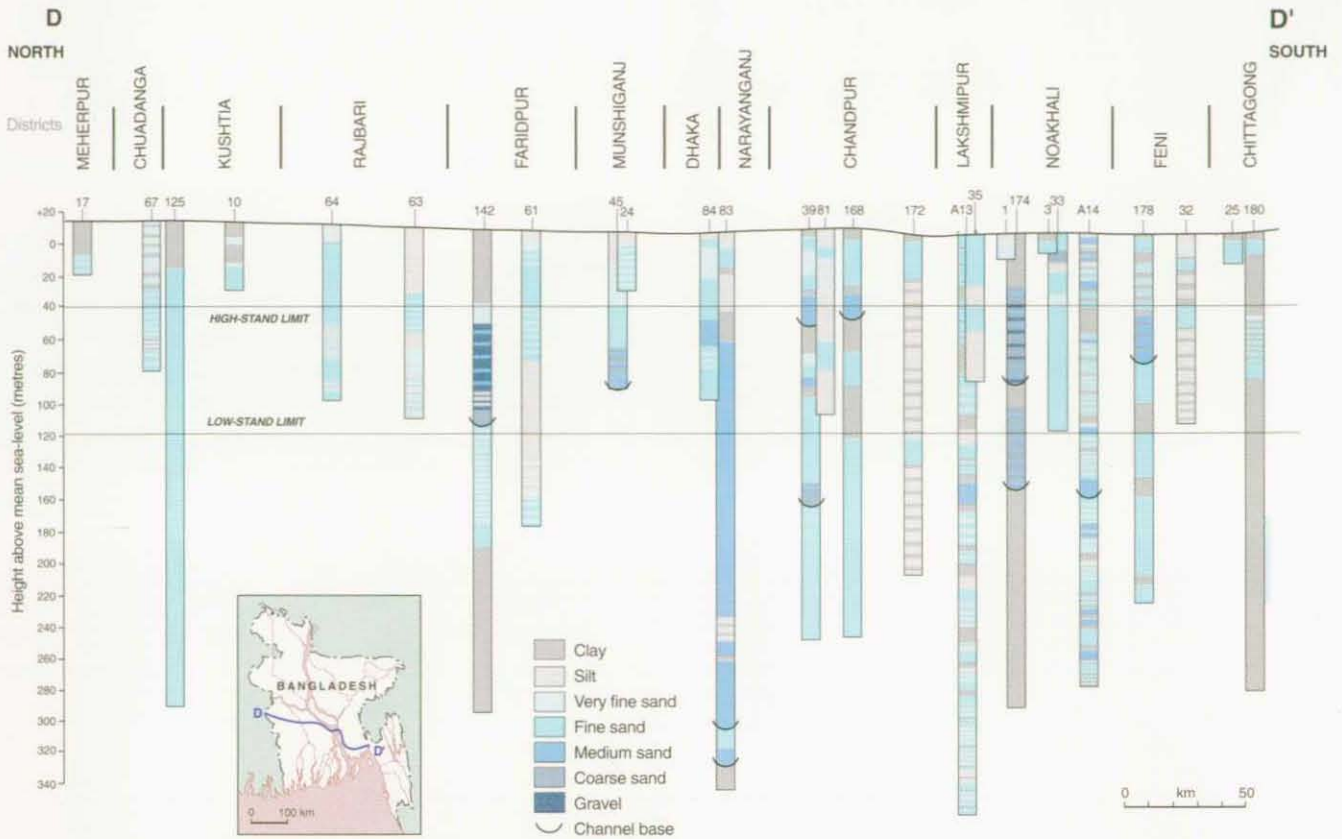 D
NORTH
D'
SOUTH
Districts
MEHERPUR
CHUADANGA
KUSHTIA
RAJBARI
FARIDPUR
MUNSHIGANJ
DHAKA
NARAYANGANJ
CHANDPUR
LAKSHMIPUR
NOAKHALI
FENI
CHITTAGONG
17 67 125 10 64 63 142 61 45 24 84 83 39 81 168 172 A13 35 1 174 3 33 A14 178 32 25 180
Height above mean sea-level (metres)
+20
0
20
40
60
80
100
120
140
160
180
200
220
240
260
280
300
320
340
HIGH-STAND LIMIT
LOW-STAND LIMIT
BANGLADESH
D
D'
0 100 km
Clay
Silt
Very fine sand
Fine sand
Medium sand
Coarse sand
Gravel
Channel base
0 km 50